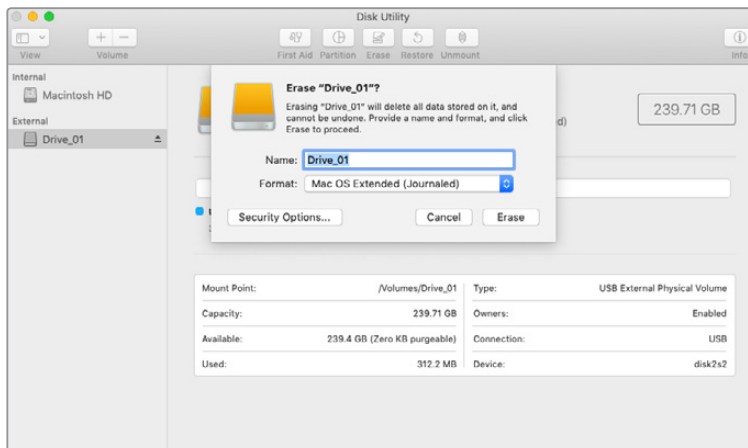 Disk Utility
View
Volume
First Aid
Partition
Erase
Restore
Unmount
Info
Internal
Macintosh HD
External
Drive_01
Erase “Drive_01”?
Erasing “Drive_01” will delete all data stored on it, and
cannot be undone. Provide a name and format, and click
Erase to proceed.
d)
239.71 GB
Name: Drive_01
Format: Mac OS Extended (Journaled)
Security Options...
Cancel
Erase
Mount Point: /Volumes/Drive_01
Type: USB External Physical Volume
Capacity: 239.71 GB
Owners: Enabled
Available: 239.4 GB (Zero KB purgeable)
Connection: USB
Used: 312.2 MB
Device: disk2s2